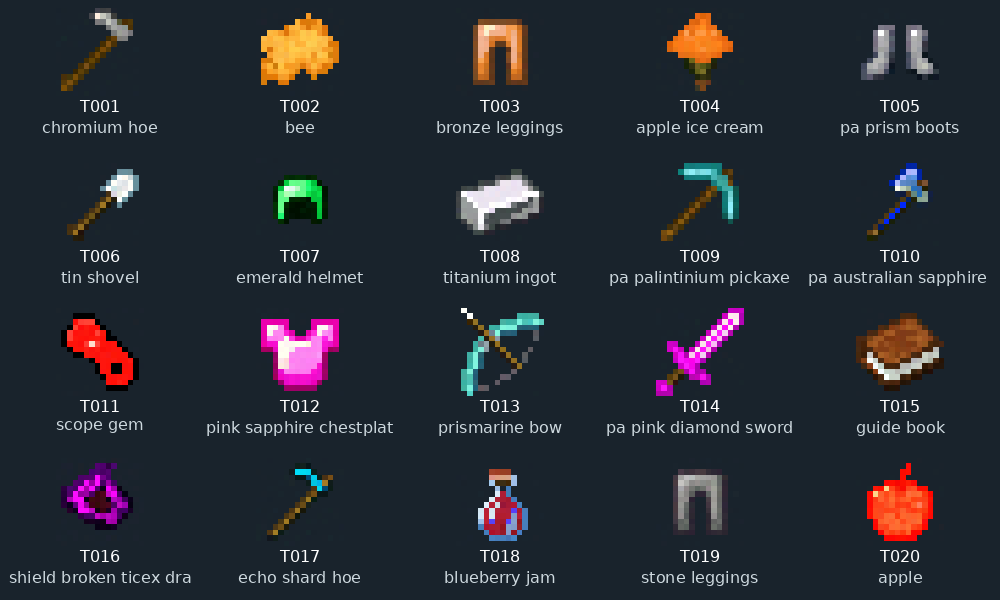 T001 T002 T003 T004 T005
chromium hoe bee bronze leggings apple ice cream pa prism boots
T006 T007 T008 T009 T010
tin shovel emerald helmet titanium ingot pa palintinium pickaxe pa australian sapphire
T011 T012 T013 T014 T015
scope gem pink sapphire chestplat prismarine bow pa pink diamond sword guide book
T016 T017 T018 T019 T020
shield broken ticex dra echo shard hoe blueberry jam stone leggings apple